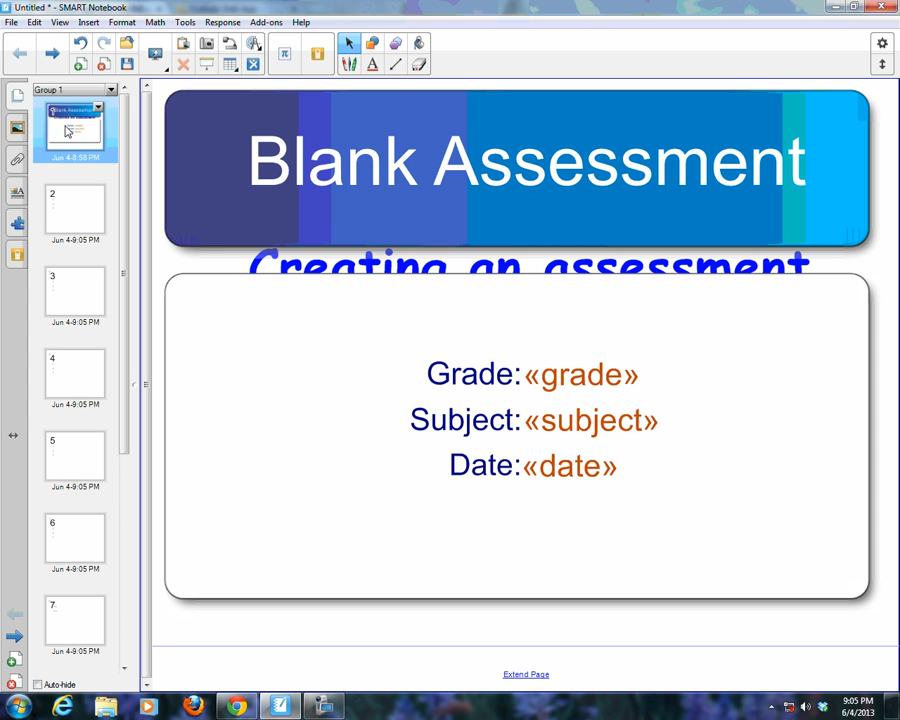 Untitled * - SMART Notebook
File Edit View Insert Format Math Tools Response Add-ons Help
Group 1
Jun 4-8:58 PM
2
Jun 4-9:05 PM
3
Jun 4-9:05 PM
4
Jun 4-9:05 PM
5
Jun 4-9:05 PM
6
Jun 4-9:05 PM
7
Jun 4-9:05 PM
Auto-hide
Blank Assessment
Creating an assessment
Grade: «grade»
Subject: «subject»
Date: «date»
Extend Page
9:05 PM
6/4/2013